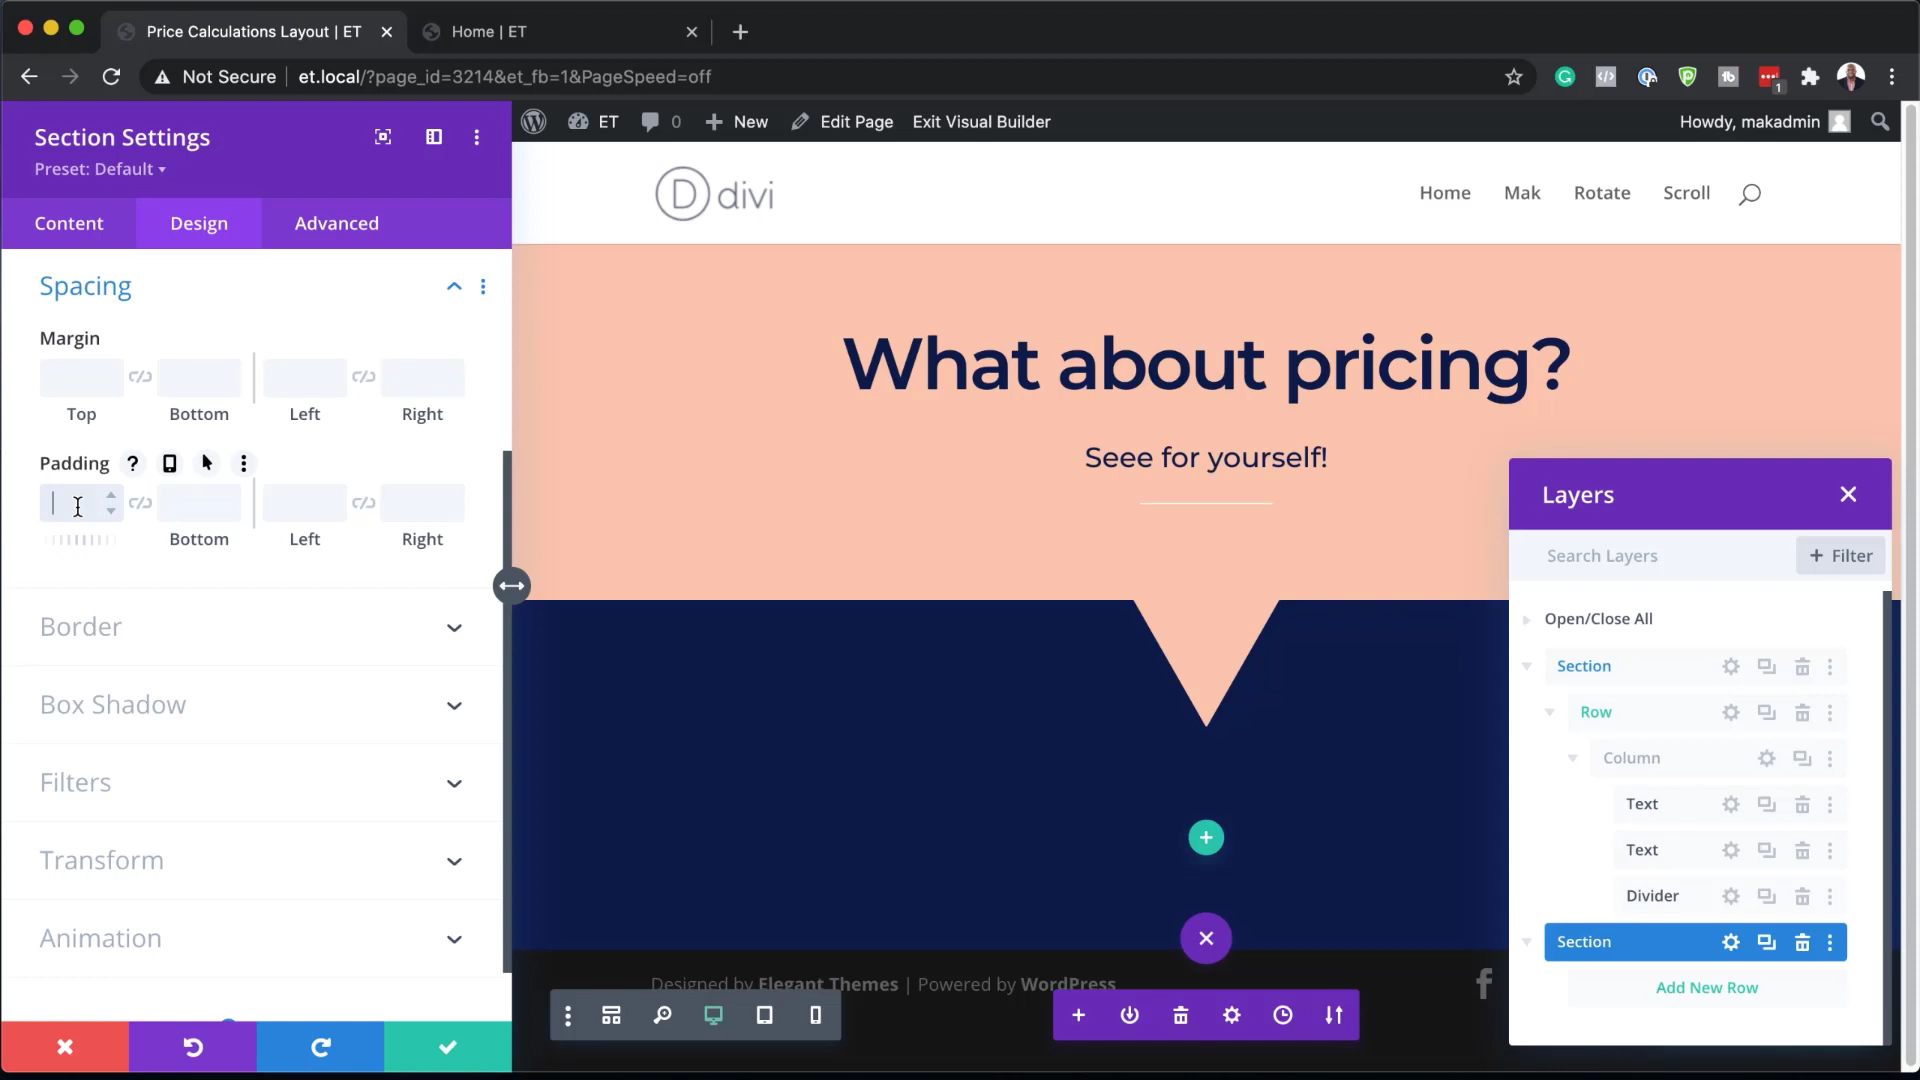 Price Calculations Layout | ET
Home | ET
Not Secure
et.local/?page_id=3214&et_fb=1&PageSpeed=off
1
Section Settings
Preset: Default
Content
Design
Advanced
Spacing
Margin
Top
Bottom
Left
Right
Padding
Bottom
Left
Right
Border
Box Shadow
Filters
Transform
Animation
ET
0
New
Edit Page
Exit Visual Builder
Howdy, makadmin
D divi
Home
Mak
Rotate
Scroll
What about pricing?
Seee for yourself!
Designed by Elegant Themes | Powered by WordPress
Layers
Search Layers
+ Filter
Open/Close All
Section
Row
Column
Text
Text
Divider
Section
Add New Row